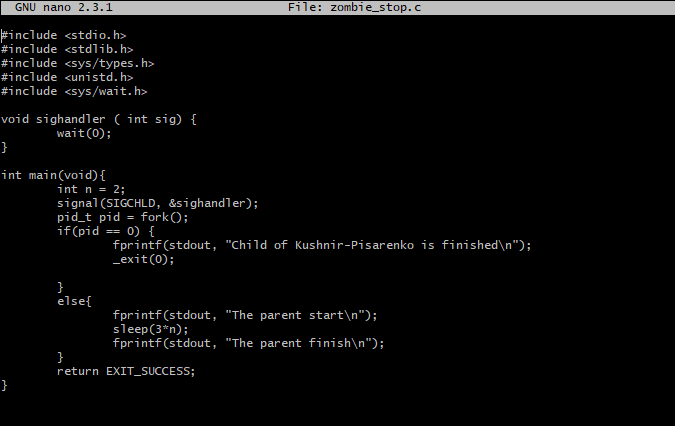 GNU nano 2.3.1 File: zombie_stop.c
#include <stdio.h>
#include <stdlib.h>
#include <sys/types.h>
#include <unistd.h>
#include <sys/wait.h>
void sighandler ( int sig) {
wait(0);
}
int main(void){
int n = 2;
signal(SIGCHLD, &sighandler);
pid_t pid = fork();
if(pid == 0) {
fprintf(stdout, "Child of Kushnir-Pisarenko is finished\n");
_exit(0);
}
else{
fprintf(stdout, "The parent start\n");
sleep(3*n);
fprintf(stdout, "The parent finish\n");
}
return EXIT_SUCCESS;
}